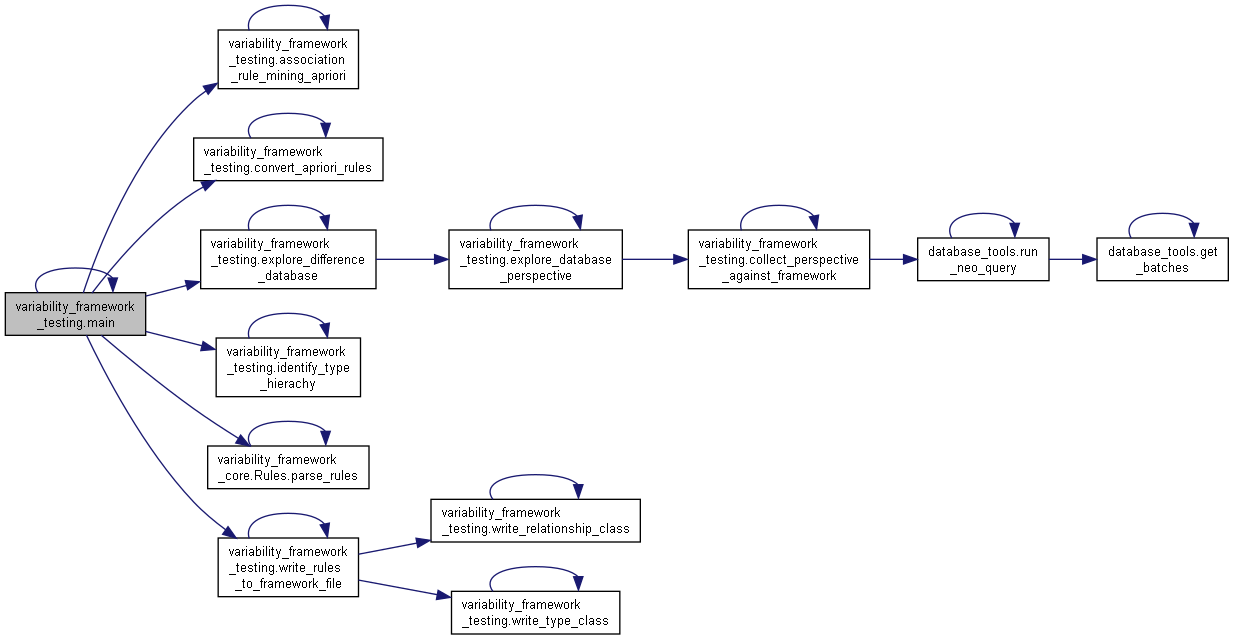 variability_framework
_testing.association
_rule_mining_apriori
variability_framework
_testing.convert_apriori_rules
variability_framework
_testing.explore_difference
_database
variability_framework
_testing.explore_database
_perspective
variability_framework
_testing.collect_perspective
_against_framework
database_tools.run
_neo_query
database_tools.get
_batches
variability_framework
_testing.main
variability_framework
_testing.identify_type
_hierachy
variability_framework
_core.Rules.parse_rules
variability_framework
_testing.write_rules
_to_framework_file
variability_framework
_testing.write_relationship_class
variability_framework
_testing.write_type_class